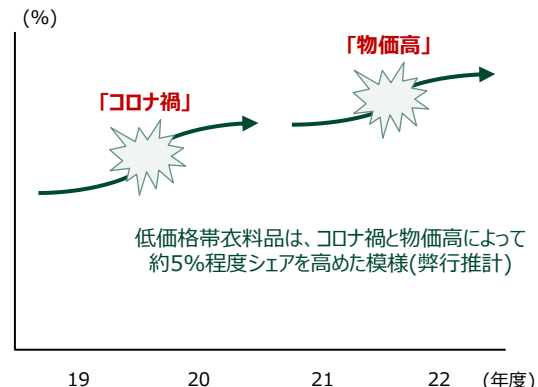 (%)
「物価高」
「コロナ禍」
低価格帯衣料品は、コロナ禍と物価高によって
約5%程度シェアを高めた模様(弊行推計)
19 20 21 22 (年度)